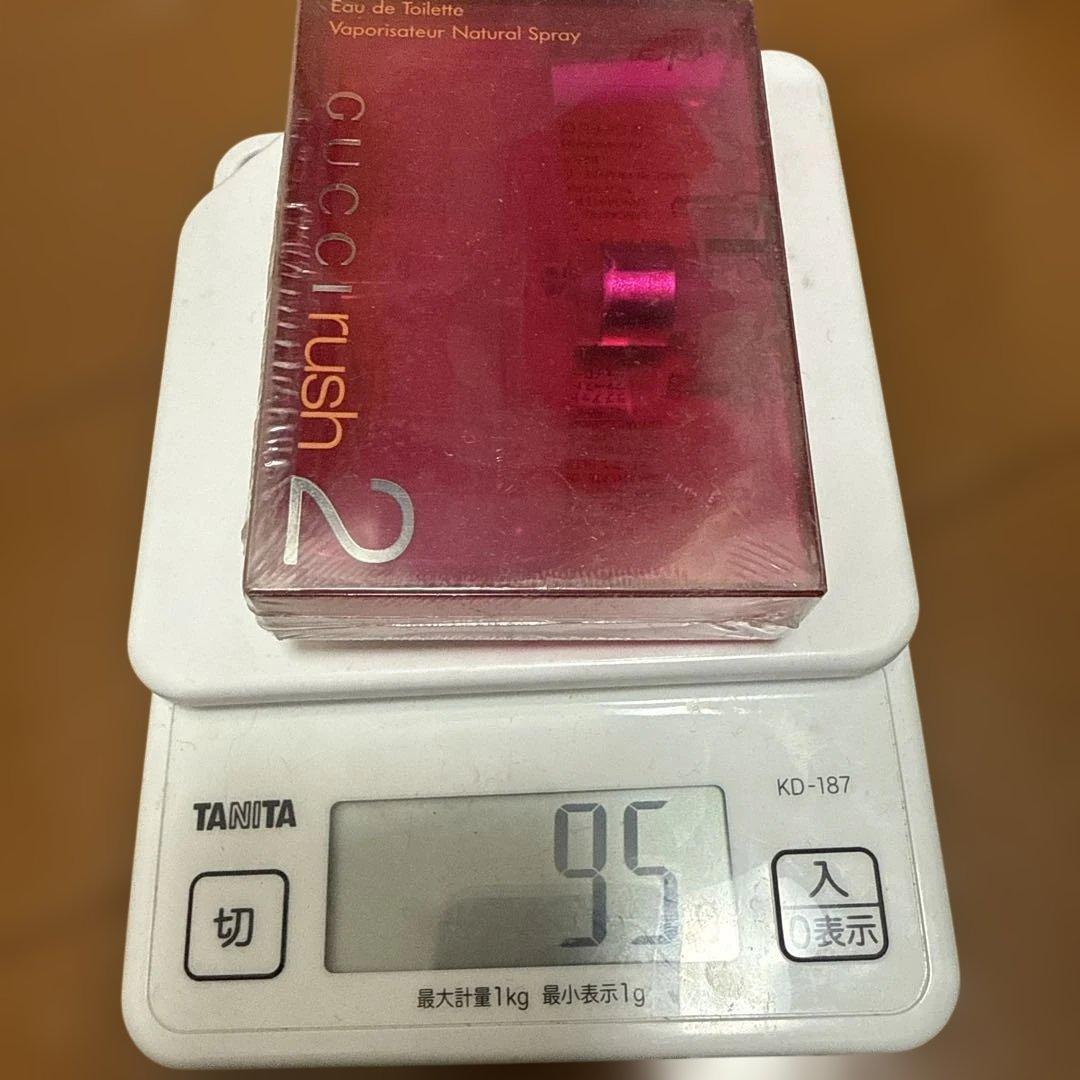 Eau de Toilette
Vaporisateur Natural Spray
GUCCI rush 2
TANITA
KD-187
95
切
入
0表示
最大計量1kg 最小表示1g